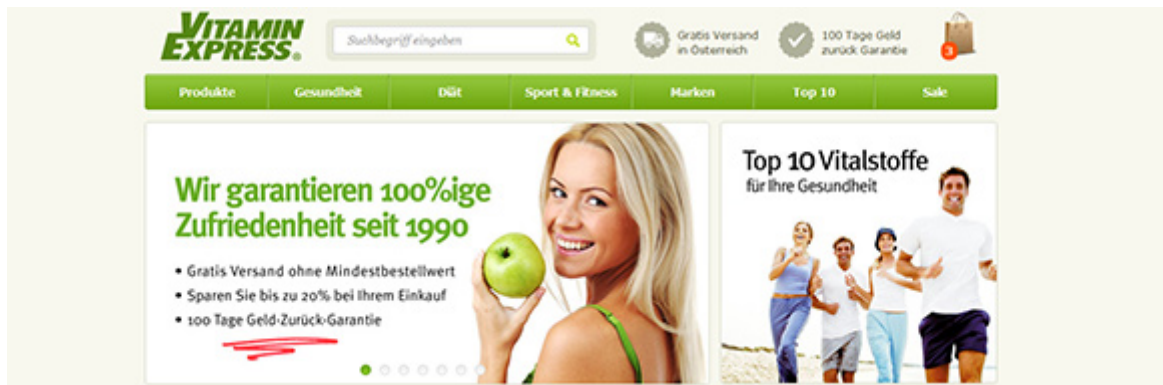 VITAMIN
EXPRESS®
Suchbegriff eingeben
Gratis Versand
in Österreich
100 Tage Geld
zurück Garantie
3
Produkte
Gesundheit
Diät
Sport & Fitness
Marken
Top 10
Sale
Wir garantieren 100%ige
Zufriedenheit seit 1990
• Gratis Versand ohne Mindestbestellwert
• Sparen Sie bis zu 20% bei Ihrem Einkauf
• 100 Tage Geld-Zurück-Garantie
Top 10 Vitalstoffe
für Ihre Gesundheit